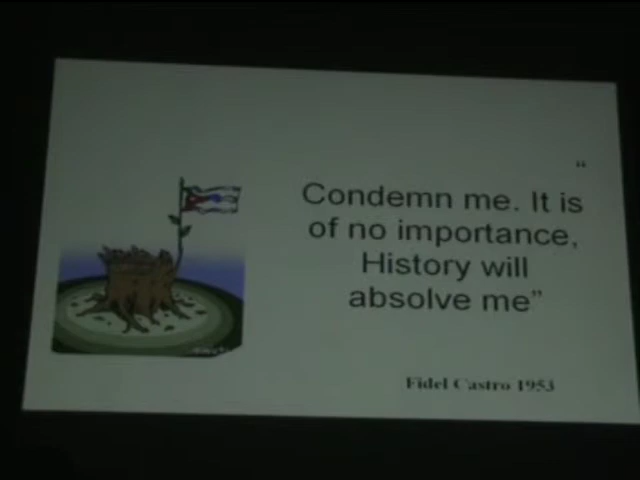 “
Condemn me. It is
of no importance,
History will
absolve me”
Fidel Castro 1953